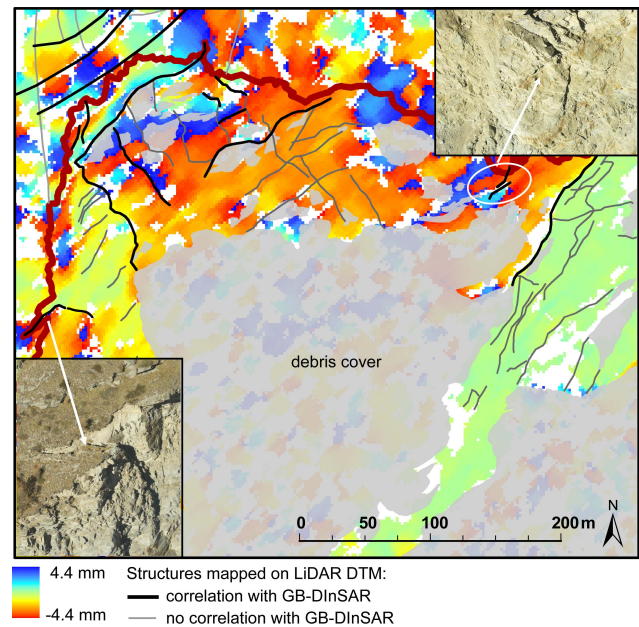 debris cover
N
0 50 100 200 m
4.4 mm
-4.4 mm
Structures mapped on LiDAR DTM:
correlation with GB-DInSAR
no correlation with GB-DInSAR